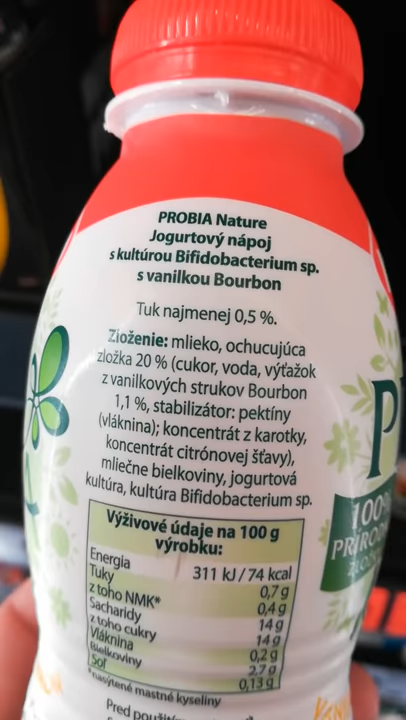 PROBIA Nature
Jogurtový nápoj
s kultúrou Bifidobacterium sp.
s vanilkou Bourbon
Tuk najmenej 0,5 %.
Zloženie: mlieko, ochucujúca
zložka 20 % (cukor, voda, výťažok
z vanilkových strukov Bourbon
1,1 %, stabilizátor: pektíny
(vláknina); koncentrát z karotky,
koncentrát citrónovej šťavy),
mliečne bielkoviny, jogurtová
kultúra, kultúra Bifidobacterium sp.
Výživové údaje na 100 g
výrobku:
Energia 311 kJ / 74 kcal
Tuky 0,7 g
z toho NMK* 0,4 g
Sacharidy 14 g
z toho cukry 14 g
Vláknina 0,2 g
Bielkoviny 2,7 g
Soľ 0,13 g
*nasýtené mastné kyseliny
Pred
100%